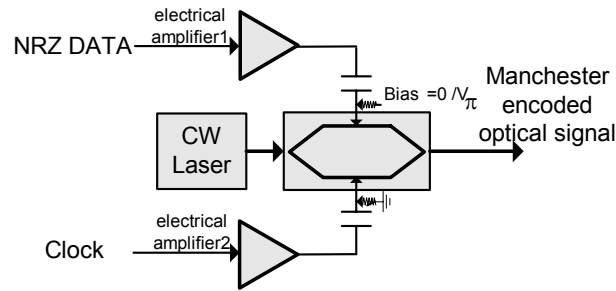 electrical
amplifier1
NRZ DATA
Bias =0 /Vπ
Manchester
encoded
optical signal
CW
Laser
electrical
amplifier2
Clock